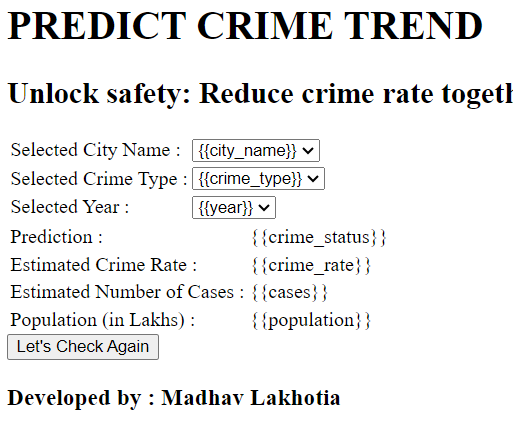 PREDICT CRIME TREND
Unlock safety: Reduce crime rate
Selected City Name : {{city_name}}
Selected Crime Type : {{crime_type}}
Selected Year : {{year}}
Prediction : {{crime_status}}
Estimated Crime Rate : {{crime_rate}}
Estimated Number of Cases : {{cases}}
Population (in Lakhs) : {{population}}
Let's Check Again
Developed by : Madhav Lakhotia